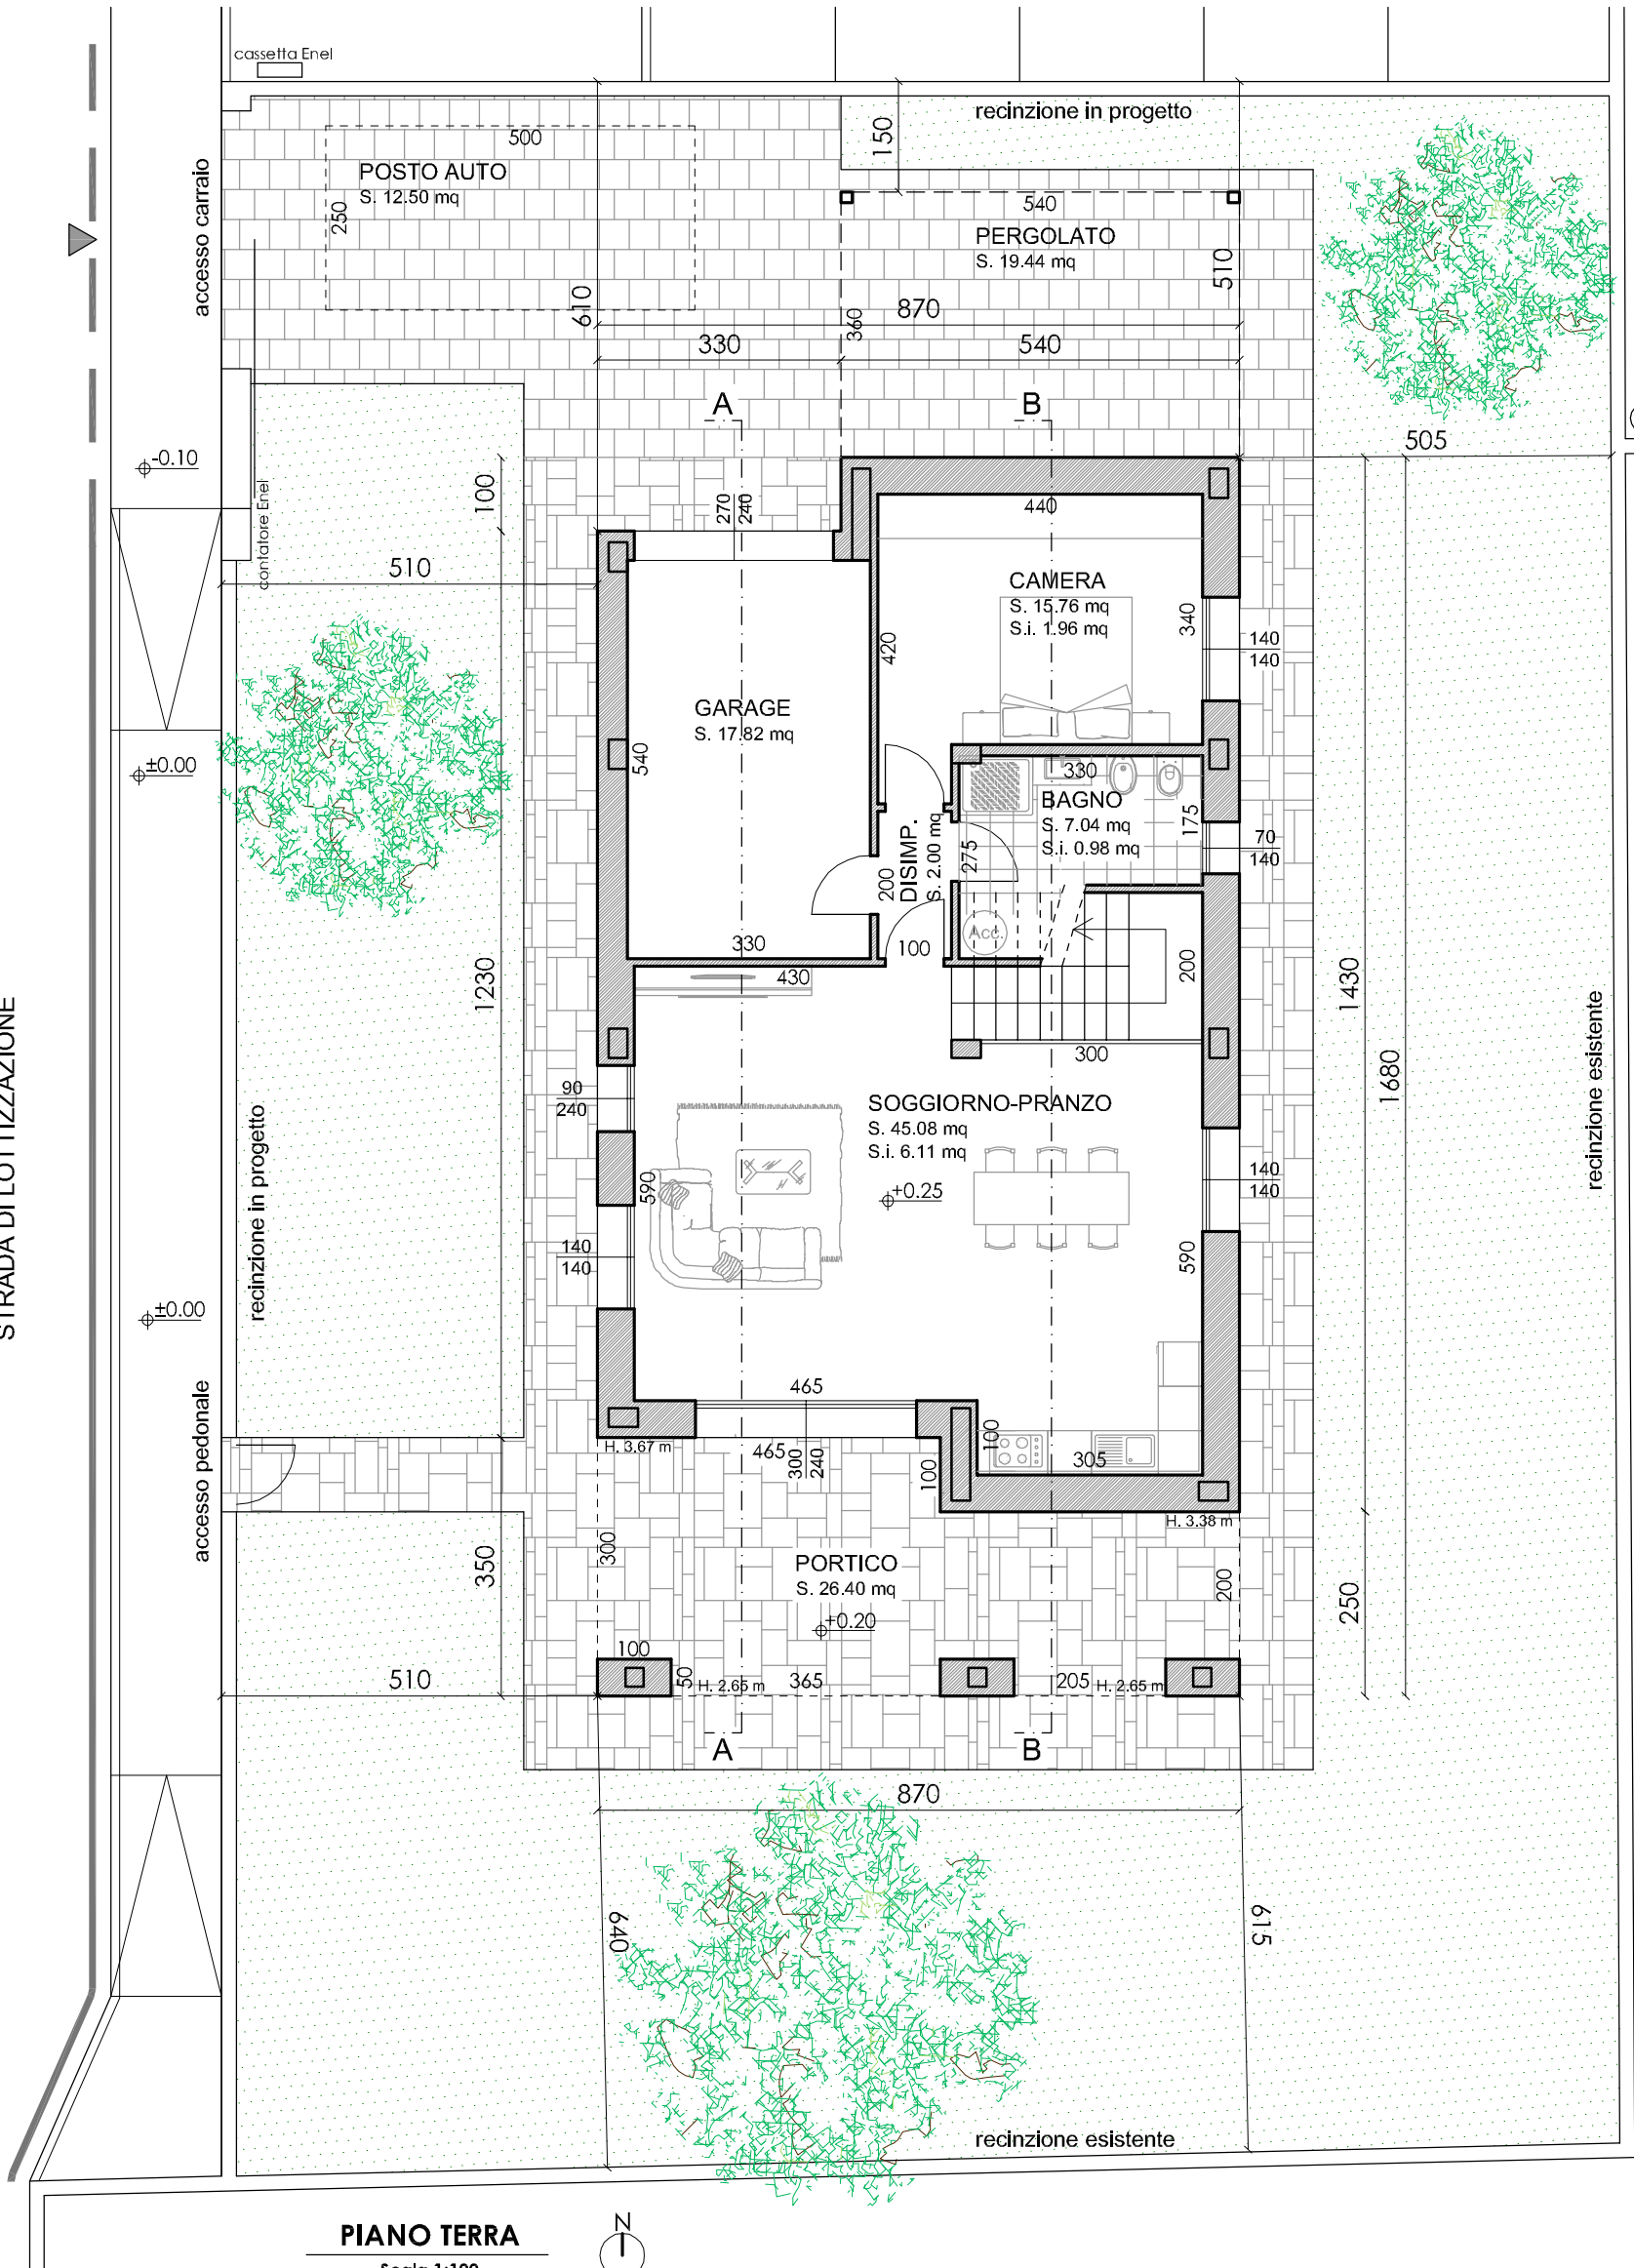 cassetta Enel
recinzione in progetto
150
500
POSTO AUTO
S. 12.50 mq
250
accesso carraio
540
PERGOLATO
S. 19.44 mq
510
610
870
360
330
540
A
B
505
-0.10
contatore Enel
100
270
240
440
510
CAMERA
S. 15.76 mq
S.i. 1.96 mq
340
140
140
420
GARAGE
S. 17.82 mq
540
±0.00
330
BAGNO
S. 7.04 mq
S.i. 0.98 mq
175
70
140
275
DISIMP.
S. 2.00 mq
200
Acc.
330
100
430
200
300
1230
1430
1680
STRADA DI LOTTIZZAZIONE
recinzione in progetto
recinzione esistente
90
240
SOGGIORNO-PRANZO
S. 45.08 mq
S.i. 6.11 mq
+0.25
590
140
140
140
140
590
±0.00
accesso pedonale
465
H. 3.67 m
465
300
240
100
100
305
H. 3.38 m
350
300
PORTICO
S. 26.40 mq
+0.20
200
250
100
50
510
H. 2.65 m
365
205
H. 2.65 m
A
B
870
640
615
recinzione esistente
PIANO TERRA
N
Scala 1:100